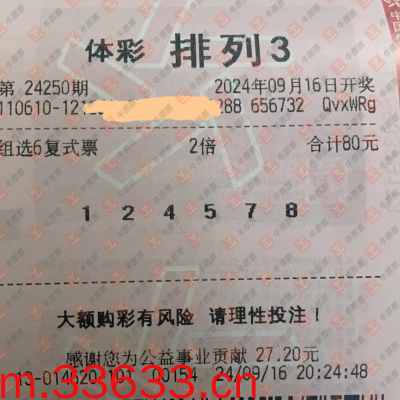 体彩 排列3
第 24250期 2024年09月16日开奖
110610-121 288 656732 QvxWRg
组选6复式票 2倍 合计80元
1 2 4 5 7 8
大额购彩有风险 请理性投注!
感谢您为公益事业贡献 27.20元
13-014620-101 00154 24/09/16 20:24:48
m.33633.cn